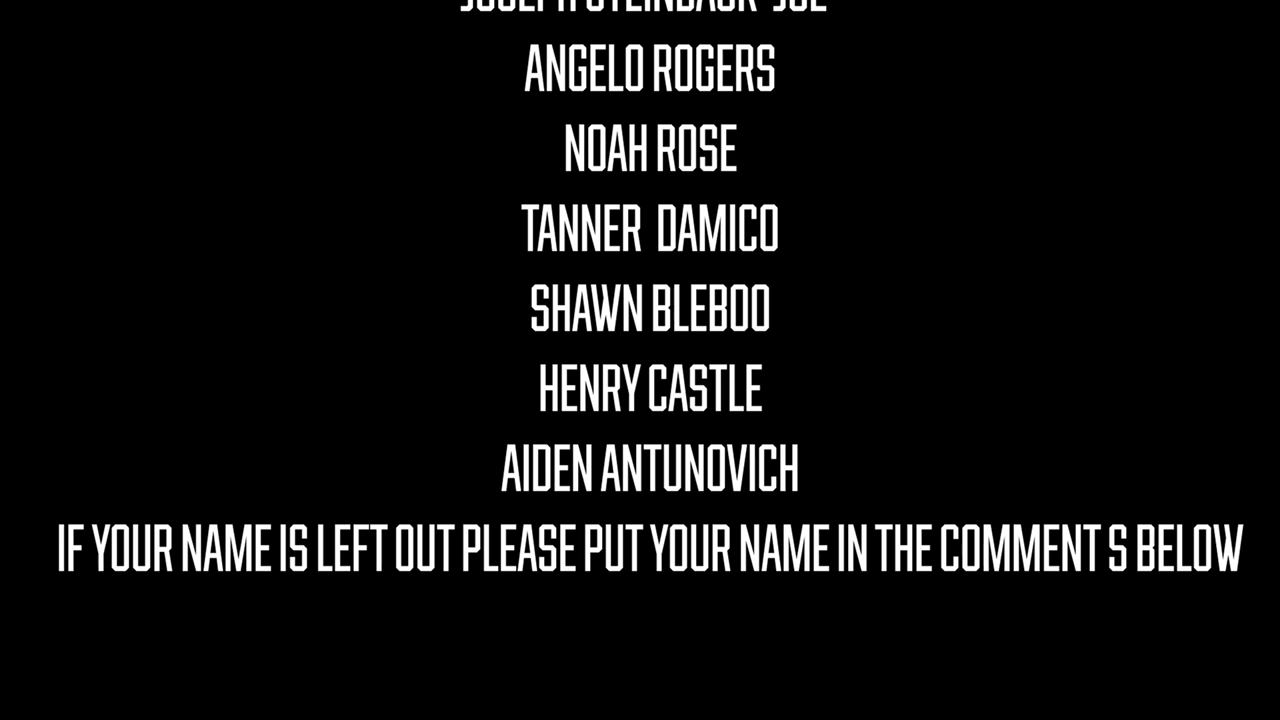 ANGELO ROGERS
NOAH ROSE
TANNER DAMICO
SHAWN BLEBOO
HENRY CASTLE
AIDEN ANTUNOVICH
IF YOUR NAME IS LEFT OUT PLEASE PUT YOUR NAME IN THE COMMENT S BELOW